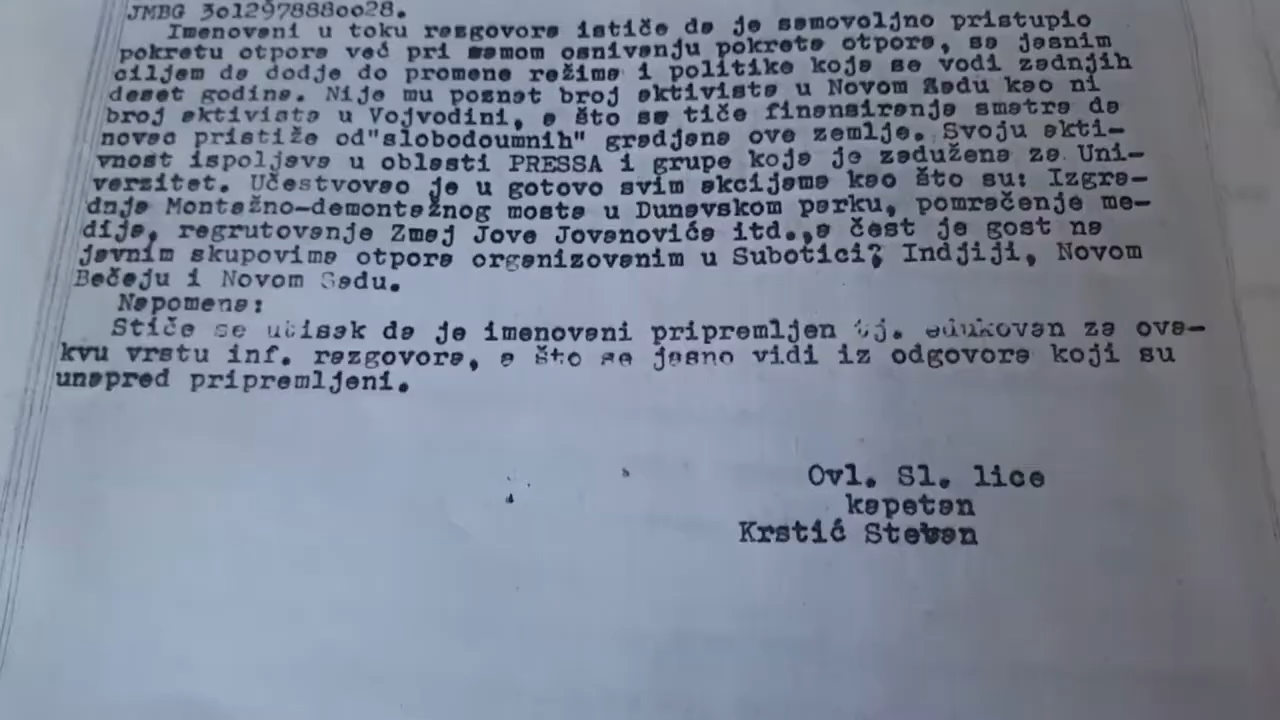 JMBG 3012978880028.
Imenovani u toku razgovora ističe da je samovoljno pristupio
pokretu otpora već pri samom osnivanju pokreta otpora, sa jasnim
ciljem da dodje do promene režima i politike koja se vodi zadnjih
deset godina. Nije mu poznat broj aktivista u Novom Sadu kao ni
broj aktivista u Vojvodini, a što se tiče finansiranja smatra da
novac pristiže od"slobodoumnih" gradjana ove zemlje. Svoju akti-
vnost ispoljava u oblasti PRESSA i grupe koja je zadužena za Uni-
verzitet. Učestvovao je u gotovo svim akcijama kao što su: Izgra-
dnja Montažno-demontažnog mosta u Dunavskom parku, pomračenje me-
dija, regrutovanje Zmaj Jove Jovanovića itd.,a čest je gost na
javnim skupovima otpora organizovanim u Subotici? Indjiji, Novom
Bečeju i Novom Sadu.
Napomena:
Stiče se utisak da je imenovani pripremljen tj. edukovan za ova-
kvu vrstu inf. razgovora, a što se jasno vidi iz odgovora koji su
unapred pripremljeni.
Ovl. Sl. lice
kapetan
Krstić Stevan